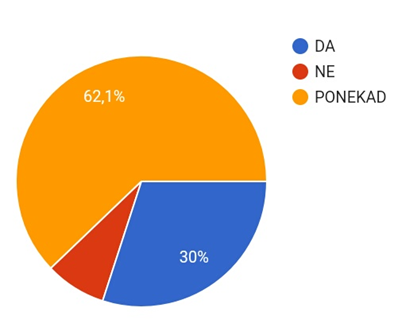 DA
NE
PONEKAD
62,1%
30%